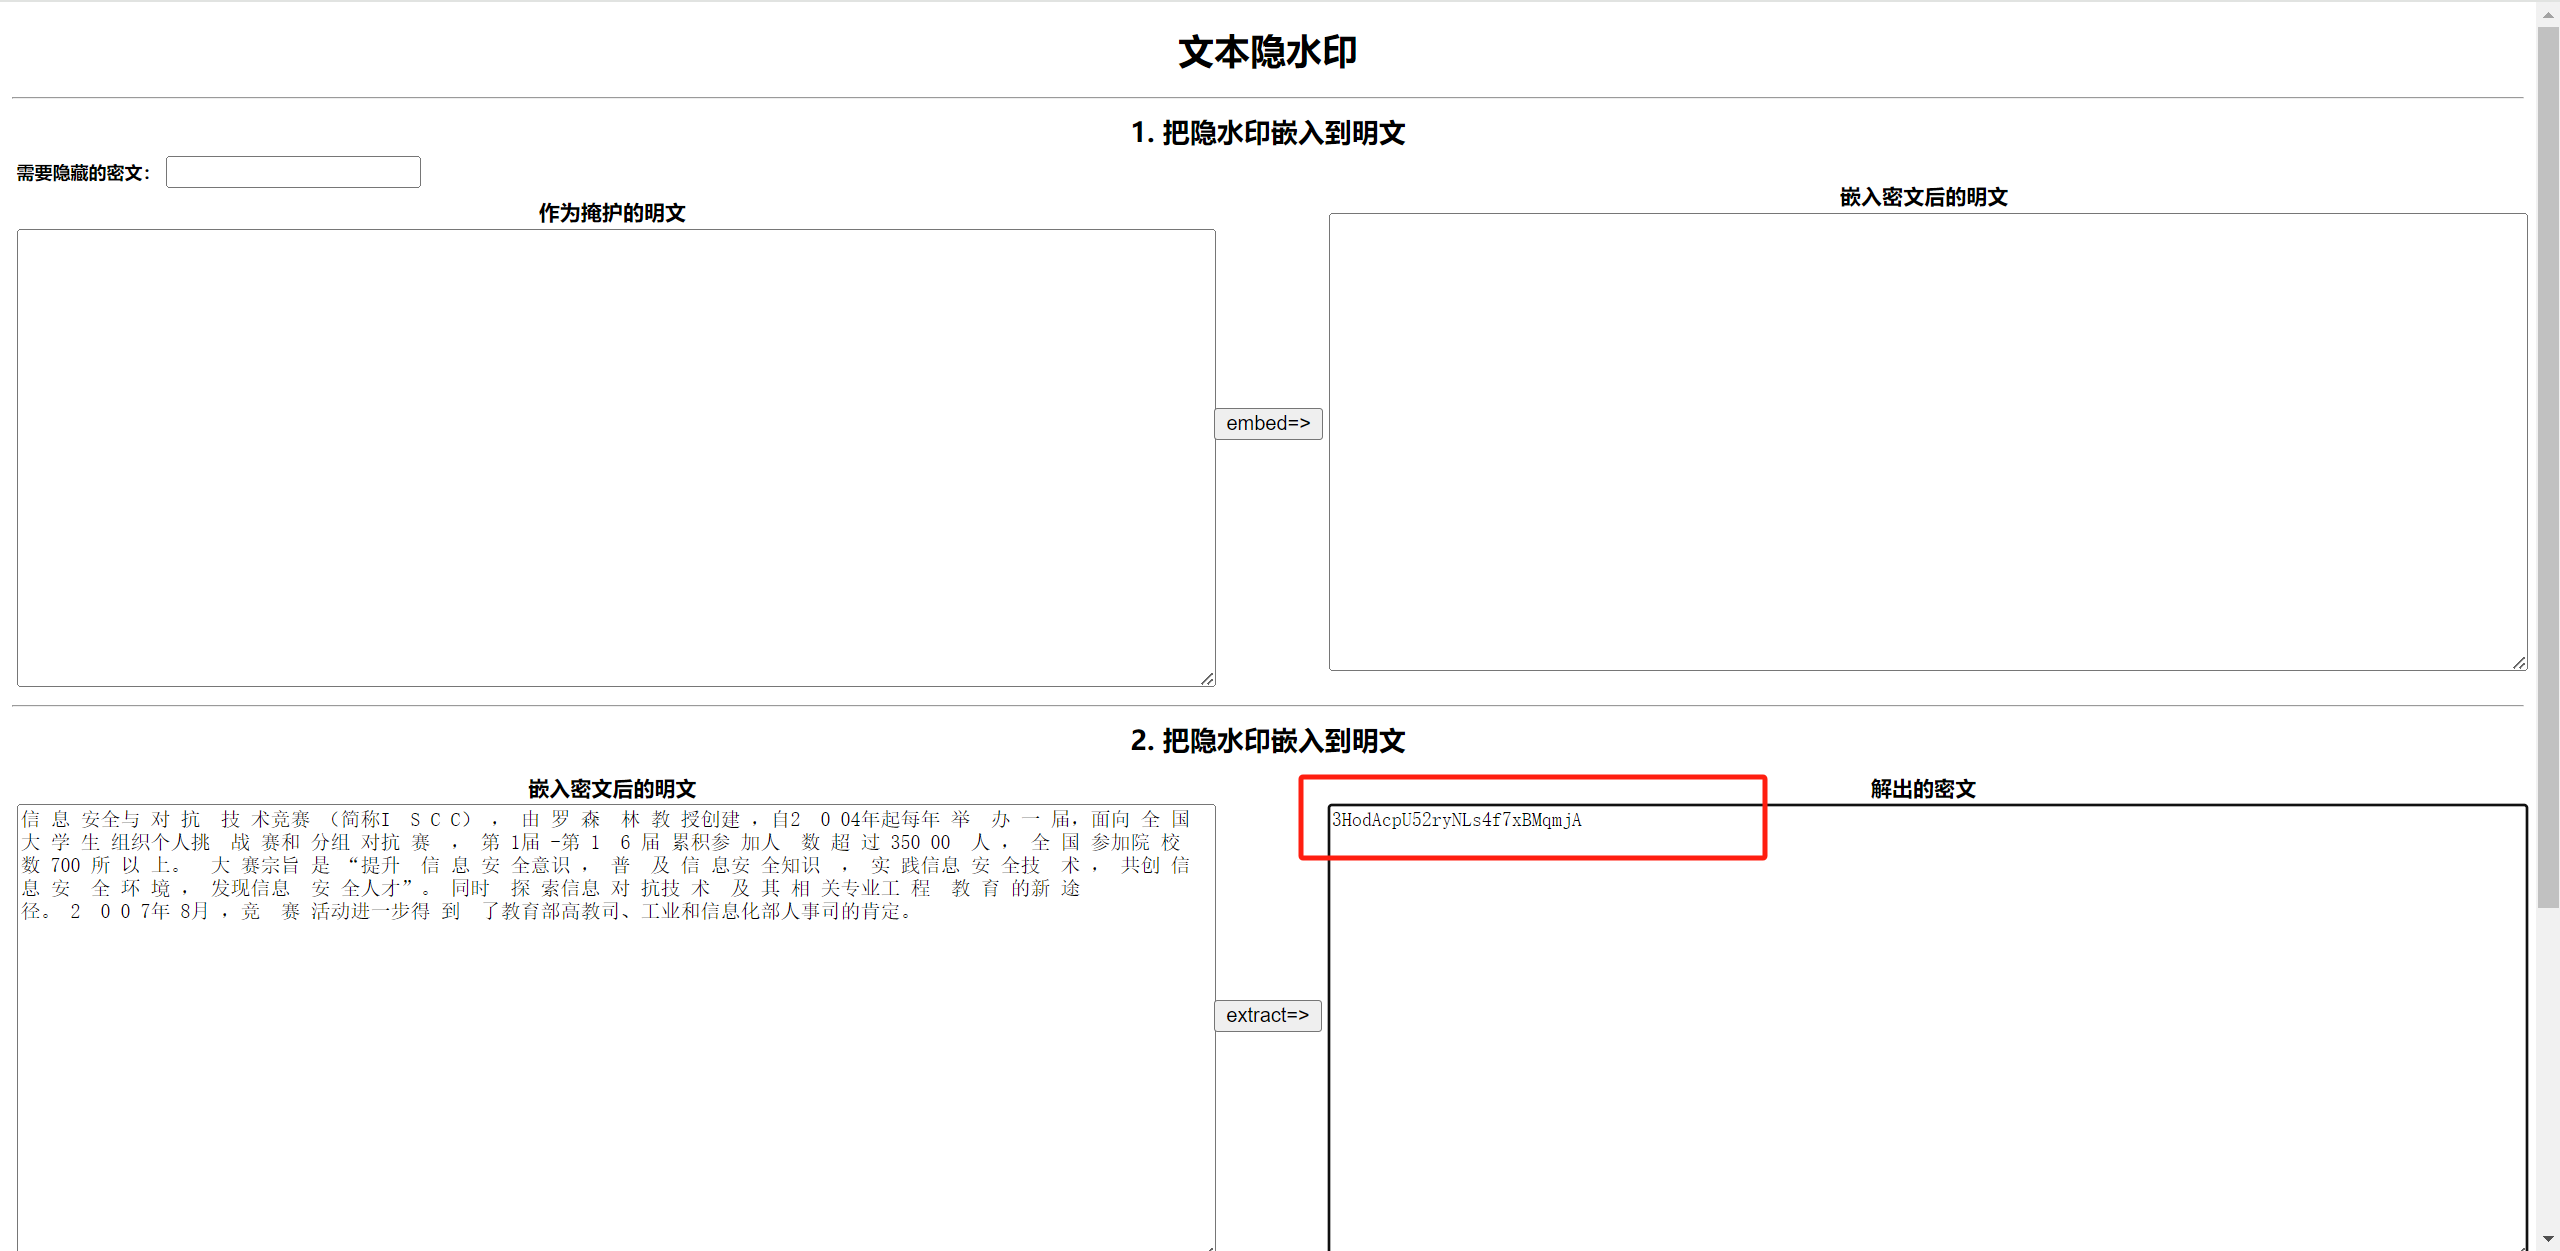 文本隐水印
1. 把隐水印嵌入到明文
需要隐藏的密文：
作为掩护的明文
嵌入密文后的明文
embed=>
2. 把隐水印嵌入到明文
嵌入密文后的明文
解出的密文
信 息 安全与 对 抗  技 术竞赛 （简称I  S C C） ， 由 罗 森  林 教 授创建 ，自2  0 04年起每年 举  办 一 届，面向 全 国
大 学 生 组织个人挑  战 赛和 分组 对抗 赛  ， 第 1届 -第 1  6 届 累积参 加人  数 超 过 350 00  人 ， 全 国 参加院 校
数 700 所 以 上。  大 赛宗旨 是 “提升  信 息 安 全意识 ， 普  及 信 息安 全知识  ， 实 践信息 安 全技  术 ， 共创 信
息 安  全 环 境 ， 发现信息  安 全人才”。 同时  探 索信息 对 抗技 术  及 其 相 关专业工 程  教 育 的新 途
径。 2  0 0 7年 8月 ，竞  赛 活动进一步得 到  了教育部高教司、工业和信息化部人事司的肯定。
3HodAcpU52ryNLs4f7xBMqmjA
extract=>